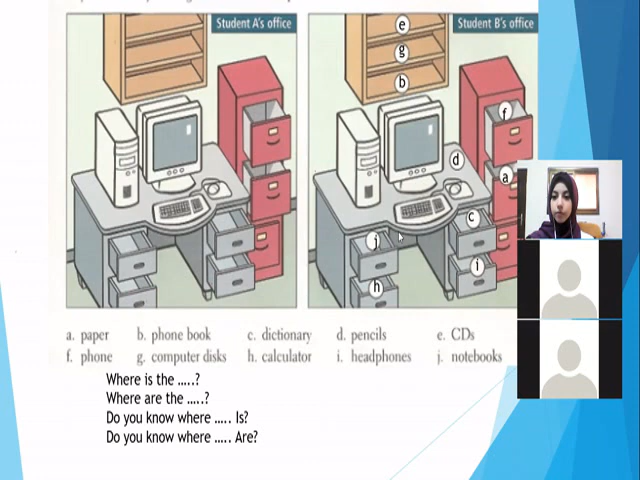 Student A's office
Student B's office
e
g
b
f
d
a
c
j
i
h
a. paper b. phone book c. dictionary d. pencils e. CDs
f. phone g. computer disks h. calculator i. headphones j. notebooks
Where is the .....?
Where are the .....?
Do you know where ..... Is?
Do you know where ..... Are?